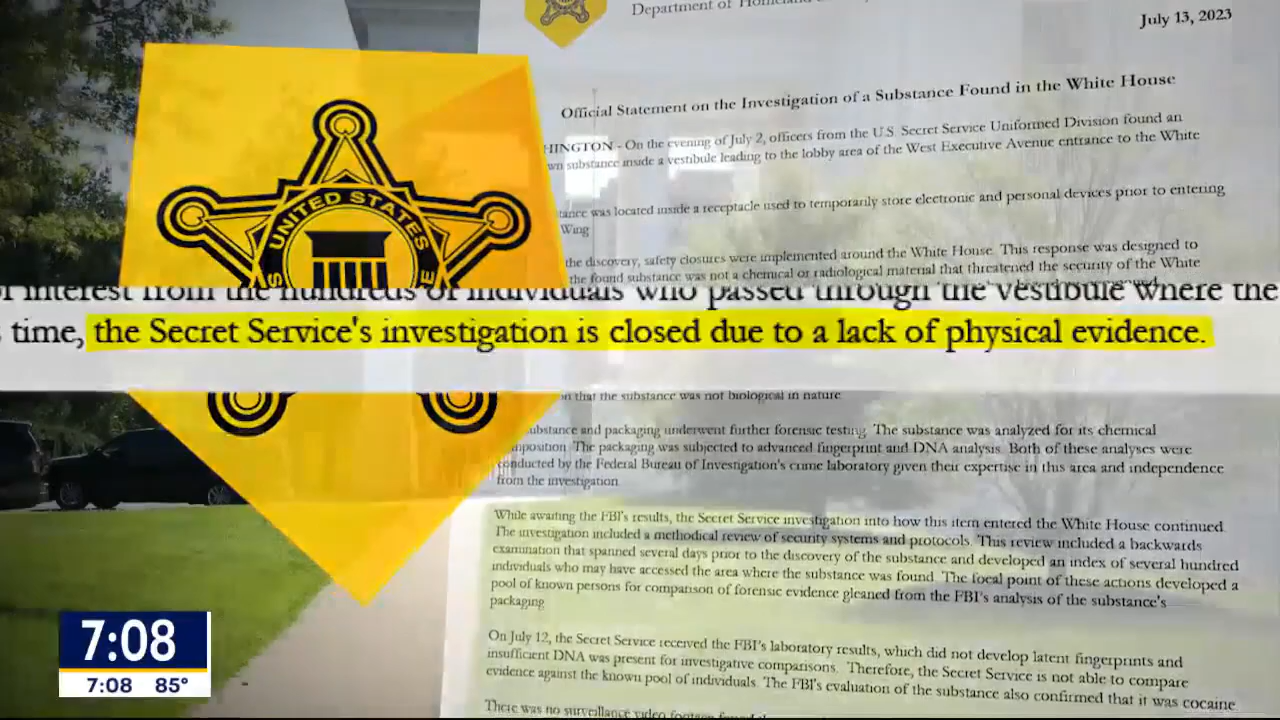 Department of
July 13, 2023
Official Statement on the Investigation of a Substance Found in the White House
HINGTON - On the evening of July 2, officers from the U.S. Secret Service Uniformed Division found an
wn substance inside a vestibule leading to the lobby area of the West Executive Avenue entrance to the White
tance was located inside a receptacle used to temporarily store electronic and personal devices prior to entering
Wing
the discovery, safety closures were implemented around the White House. This response was designed to
the found substance was not a chemical or radiological material that threatened the security of the White
UNITED STATES
of interest from the hundreds of individuals who passed through the vestibule where the
time, the Secret Service's investigation is closed due to a lack of physical evidence.
that the substance was not biological in nature
ubstance and packaging underwent further forensic testing. The substance was analyzed for its chemical
mposition. The packaging was subjected to advanced fingerprint and DNA analysis. Both of these analyses were
conducted by the Federal Bureau of Investigation's crime laboratory given their expertise in this area and independence
from the investigation
While awaiting the FBI's results, the Secret Service investigation into how this item entered the White House continued.
The investigation included a methodical review of security systems and protocols. This review included a backwards
examination that spanned several days prior to the discovery of the substance and developed an index of several hundred
individuals who may have accessed the area where the substance was found. The focal point of these actions developed a
pool of known persons for comparison of forensic evidence gleaned from the FBI's analysis of the substance's
packaging
On July 12, the Secret Service received the FBI's laboratory results, which did not develop latent fingerprints and
insufficient DNA was present for investigative comparisons. Therefore, the Secret Service is not able to compare
evidence against the known pool of individuals. The FBI's evaluation of the substance also confirmed that it was cocaine
There was no surveillance video footage found
7:08
7:08 85°